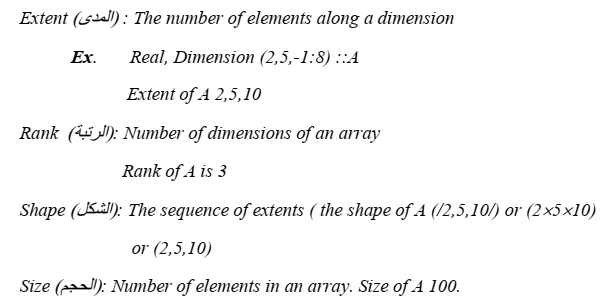 Extent (المدى) : The number of elements along a dimension
Ex. Real, Dimension (2,5,-1:8) ::A
Extent of A 2,5,10
Rank (الرتبة): Number of dimensions of an array
Rank of A is 3
Shape (الشكل): The sequence of extents ( the shape of A (/2,5,10/) or (2×5×10)
or (2,5,10)
Size (الحجم): Number of elements in an array. Size of A 100.